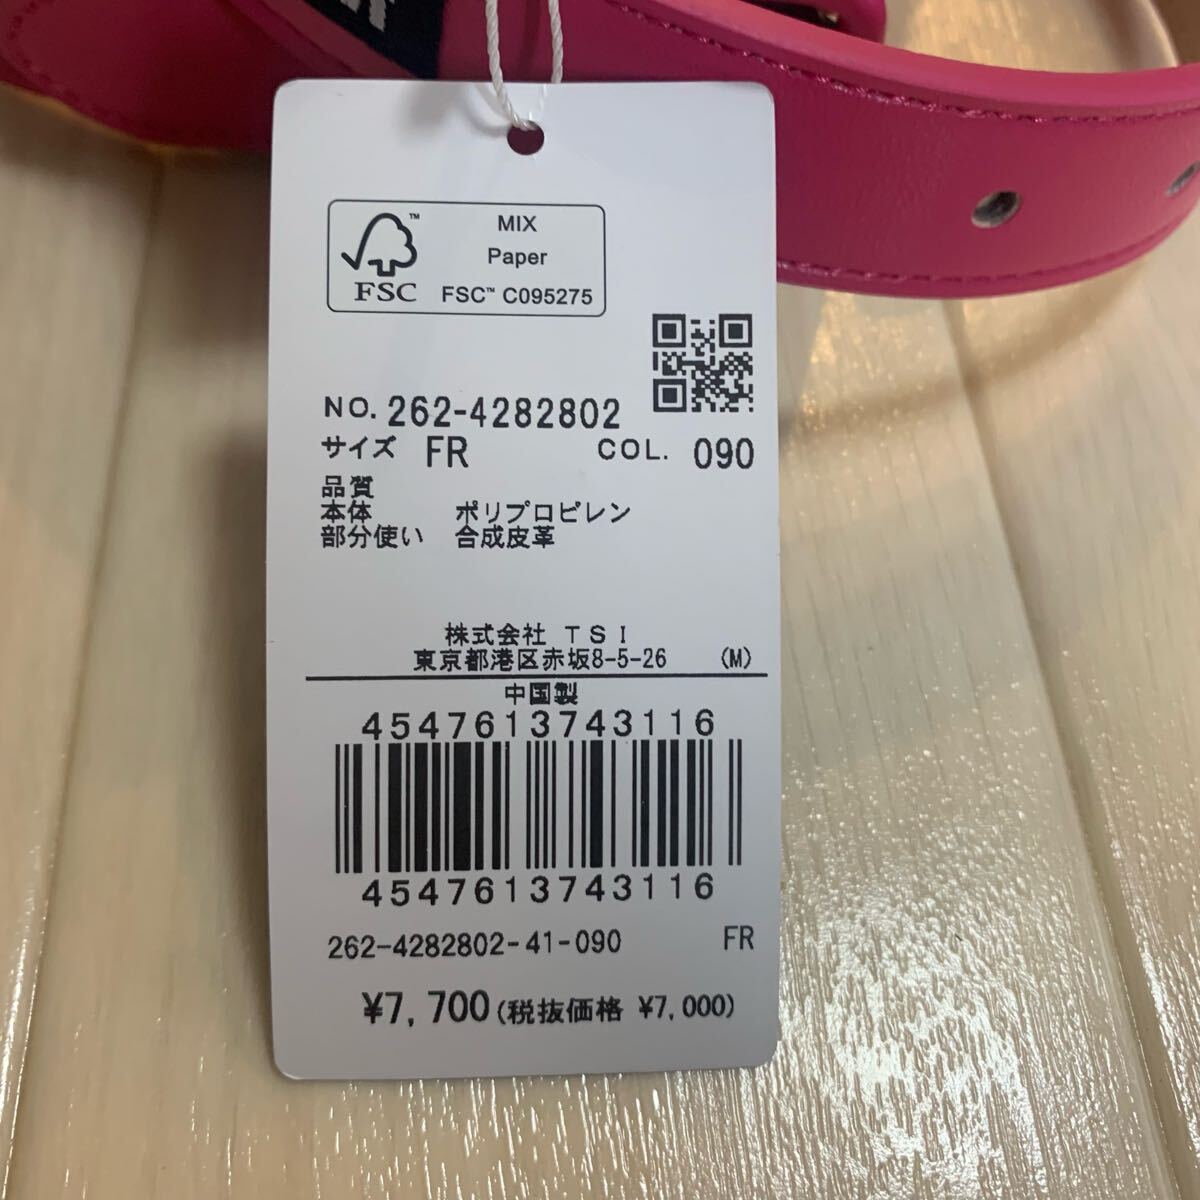 MIX
Paper
FSC™ C095275
FSC
NO. 262-4282802
サイズ FR COL. 090
品質
本体 ポリプロピレン
部分使い 合成皮革
株式会社 TSI
東京都港区赤坂8-5-26 (M)
中国製
4547613743116
4547613743116
262-4282802-41-090 FR
¥7,700(税抜価格 ¥7,000)